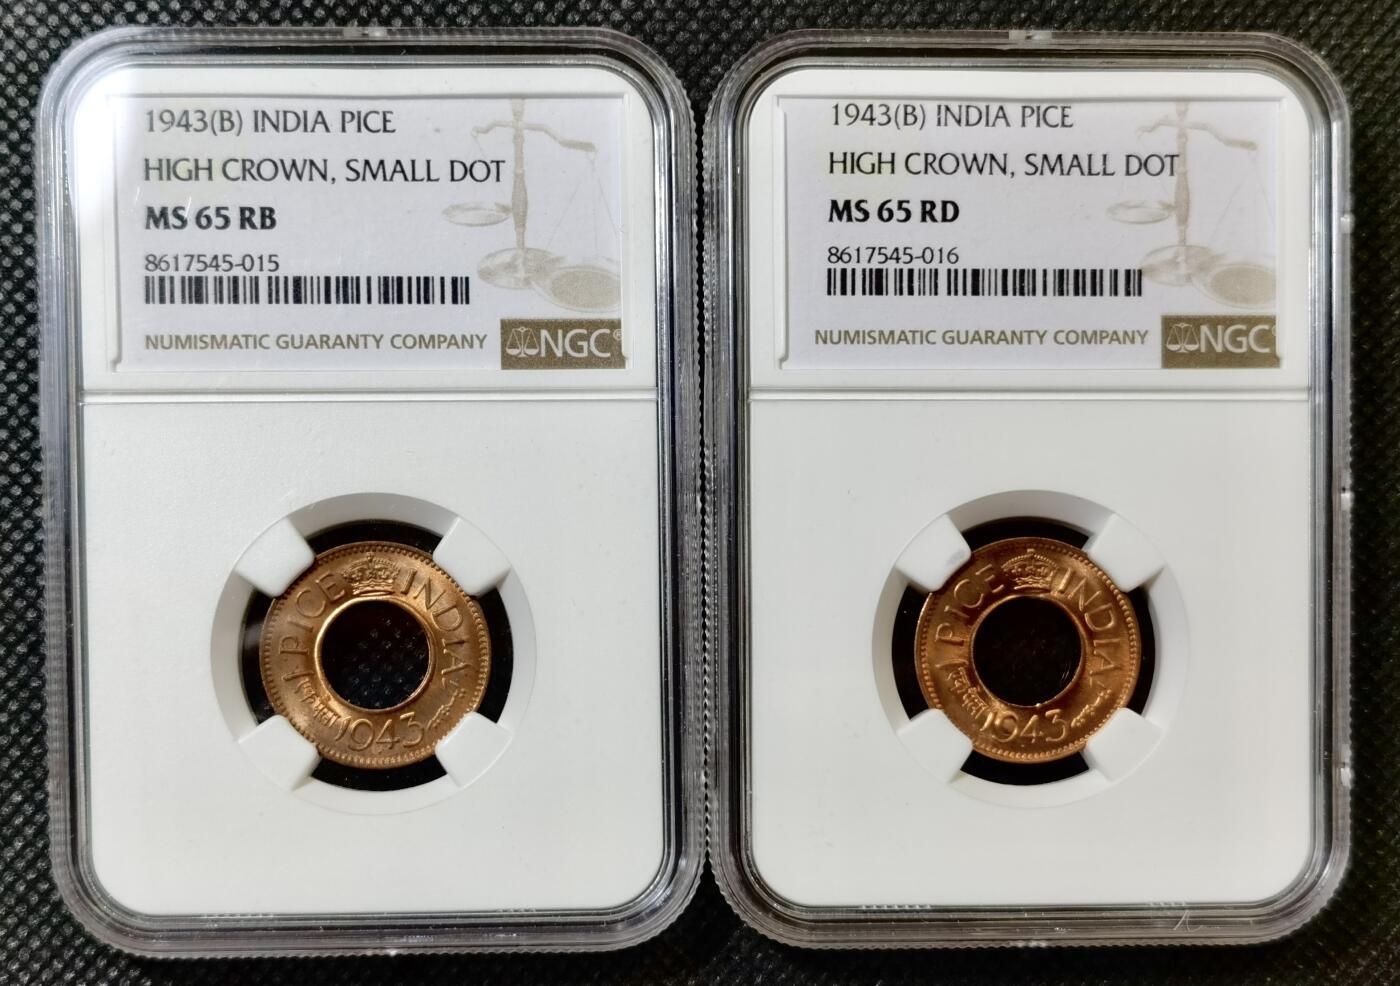 1943(B) INDIA PICE
HIGH CROWN, SMALL DOT
MS 65 RB
8617545-015
NUMISMATIC GUARANTY COMPANY
NGC®
1 PICE INDIA
1943
1943(B) INDIA PICE
HIGH CROWN, SMALL DOT
MS 65 RD
8617545-016
NUMISMATIC GUARANTY COMPANY
NGC
1 PICE INDIA
1943